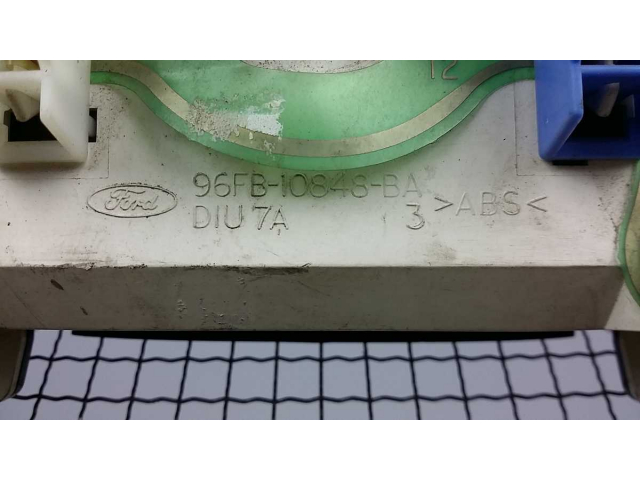 12
Ford
96FB-10848-BA
DIU 7A 3 >ABS<